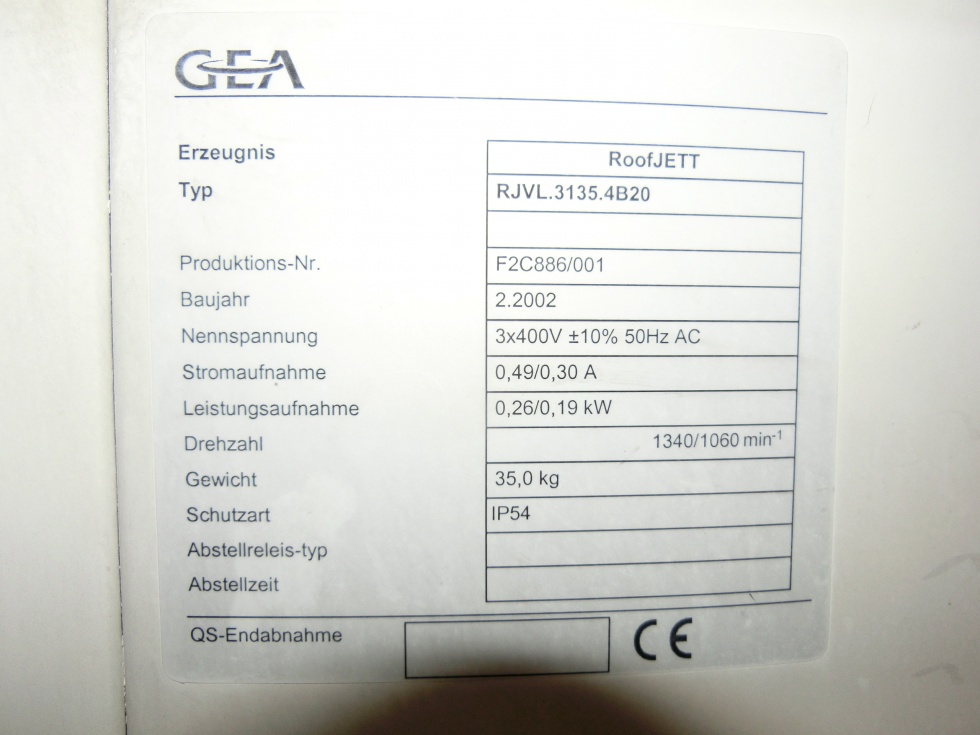 GEA
Erzeugnis RoofJETT
Typ RJVL.3135.4B20
Produktions-Nr. F2C886/001
Baujahr 2.2002
Nennspannung 3x400V ±10% 50Hz AC
Stromaufnahme 0,49/0,30 A
Leistungsaufnahme 0,26/0,19 kW
Drehzahl 1340/1060 min⁻¹
Gewicht 35,0 kg
Schutzart IP54
Abstellreleis-typ
Abstellzeit
QS-Endabnahme CE